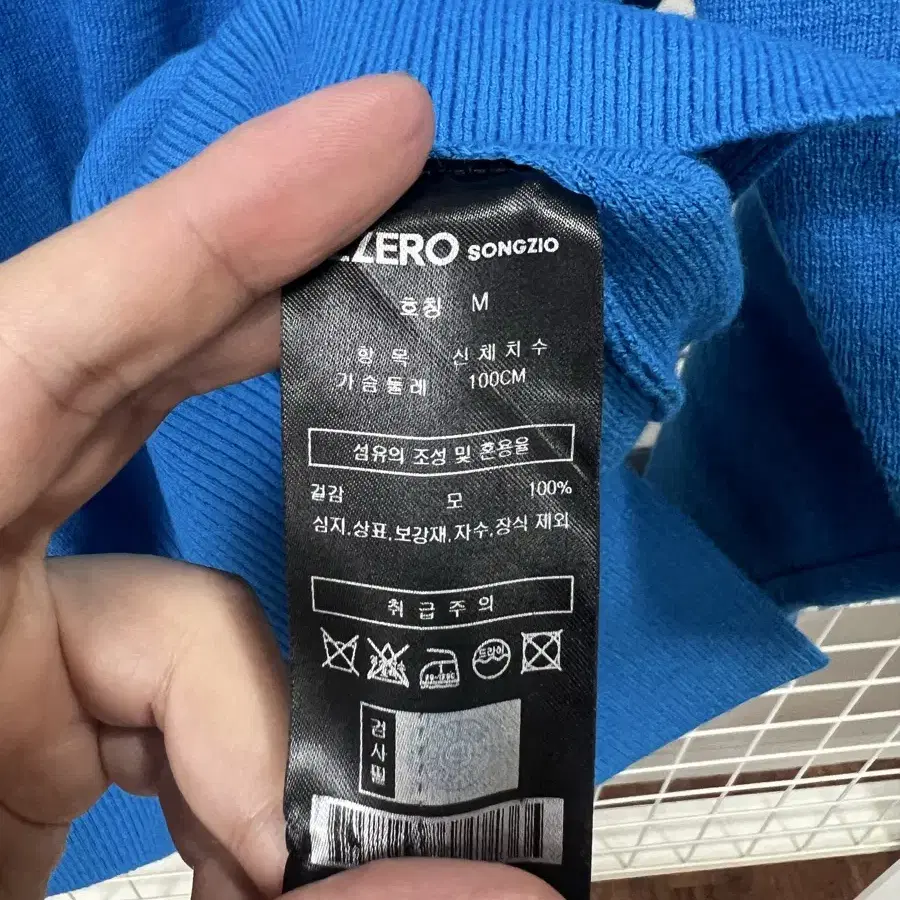 ZERO SONGZIO
호칭 M
항목 신체치수
가슴둘레 100CM
섬유의 조성 및 혼용율
겉감 모 100%
심지,상표,보강재,자수,장식 제외
취급주의
드라이
검사필